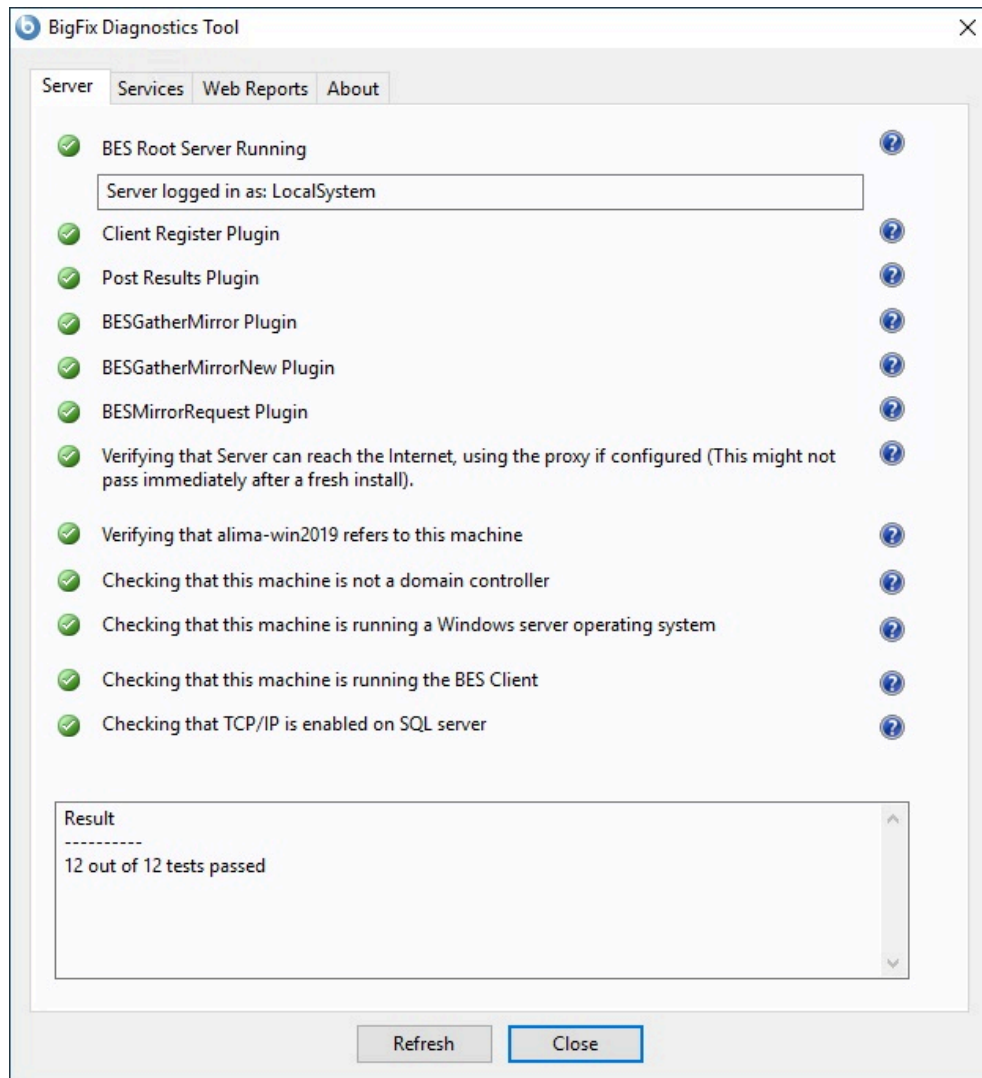 BigFix Diagnostics Tool
Server Services Web Reports About
BES Root Server Running
Server logged in as: LocalSystem
Client Register Plugin
Post Results Plugin
BESGatherMirror Plugin
BESGatherMirrorNew Plugin
BESMirrorRequest Plugin
Verifying that Server can reach the Internet, using the proxy if configured (This might not
pass immediately after a fresh install).
Verifying that alima-win2019 refers to this machine
Checking that this machine is not a domain controller
Checking that this machine is running a Windows server operating system
Checking that this machine is running the BES Client
Checking that TCP/IP is enabled on SQL server
Result
----------
12 out of 12 tests passed
Refresh Close